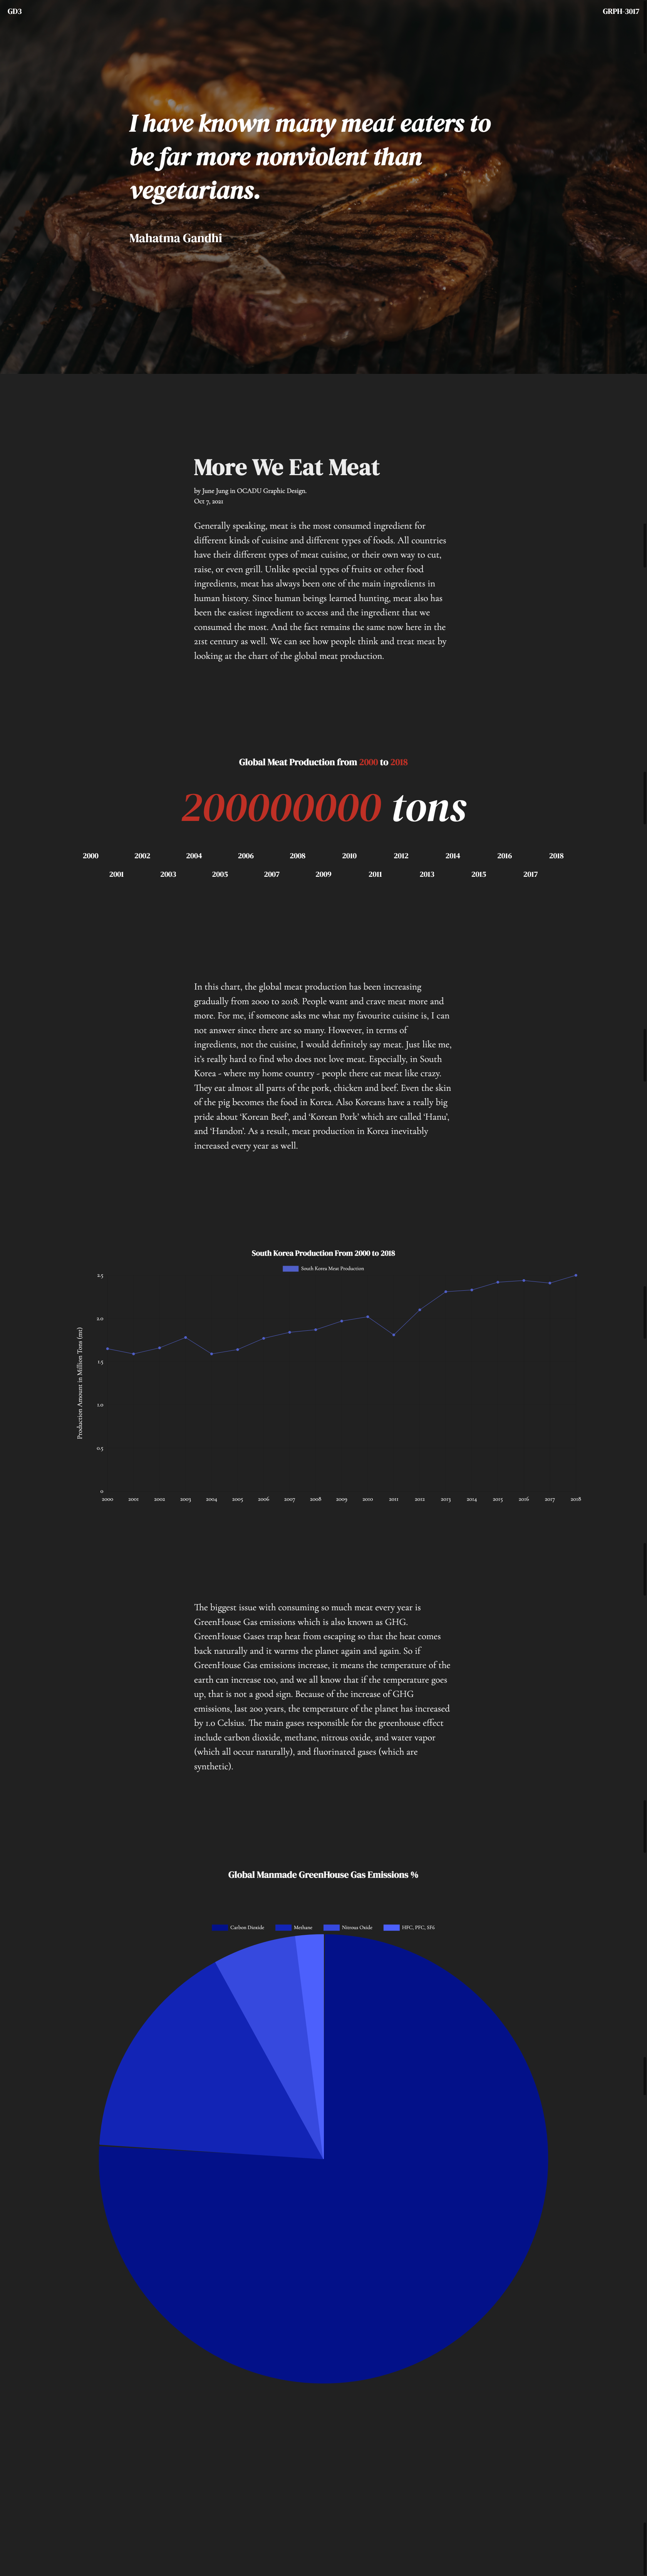 GD3
GRPH-3017
I have known many meat eaters to
be far more nonviolent than
vegetarians.
Mahatma Gandhi
More We Eat Meat
by June Jung in OCADU Graphic Design.
Oct 7, 2021
Generally speaking, meat is the most consumed ingredient for
different kinds of cuisine and different types of foods. All countries
have their different types of meat cuisine, or their own way to cut,
raise, or even grill. Unlike special types of fruits or other food
ingredients, meat has always been one of the main ingredients in
human history. Since human beings learned hunting, meat also has
been the easiest ingredient to access and the ingredient that we
consumed the most. And the fact remains the same now here in the
21st century as well. We can see how people think and treat meat by
looking at the chart of the global meat production.
Global Meat Production from 2000 to 2018
200000000 tons
2000 2002 2004 2006 2008 2010 2012 2014 2016 2018
2001 2003 2005 2007 2009 2011 2013 2015 2017
In this chart, the global meat production has been increasing
gradually from 2000 to 2018. People want and crave meat more and
more. For me, if someone asks me what my favourite cuisine is, I can
not answer since there are so many. However, in terms of
ingredients, not the cuisine, I would definitely say meat. Just like me,
it's really hard to find who does not love meat. Especially, in South
Korea - where my home country - people there eat meat like crazy.
They eat almost all parts of the pork, chicken and beef. Even the skin
of the pig becomes the food in Korea. Also Koreans have a really big
pride about 'Korean Beef', and 'Korean Pork' which are called 'Hanu',
and 'Handon'. As a result, meat production in Korea inevitably
increased every year as well.
South Korea Production From 2000 to 2018
South Korea Meat Production
Production Amount in Million Tons (mt)
2.5
2.0
1.5
1.0
0.5
0
2000 2001 2002 2003 2004 2005 2006 2007 2008 2009 2010 2011 2012 2013 2014 2015 2016 2017 2018
The biggest issue with consuming so much meat every year is
GreenHouse Gas emissions which is also known as GHG.
GreenHouse Gases trap heat from escaping so that the heat comes
back naturally and it warms the planet again and again. So if
GreenHouse Gas emissions increase, it means the temperature of the
earth can increase too, and we all know that if the temperature goes
up, that is not a good sign. Because of the increase of GHG
emissions, last 200 years, the temperature of the planet has increased
by 1.0 Celsius. The main gases responsible for the greenhouse effect
include carbon dioxide, methane, nitrous oxide, and water vapor
(which all occur naturally), and fluorinated gases (which are
synthetic).
Global Manmade GreenHouse Gas Emissions %
Carbon Dioxide Methane Nitrous Oxide HFC, PFC, SF6